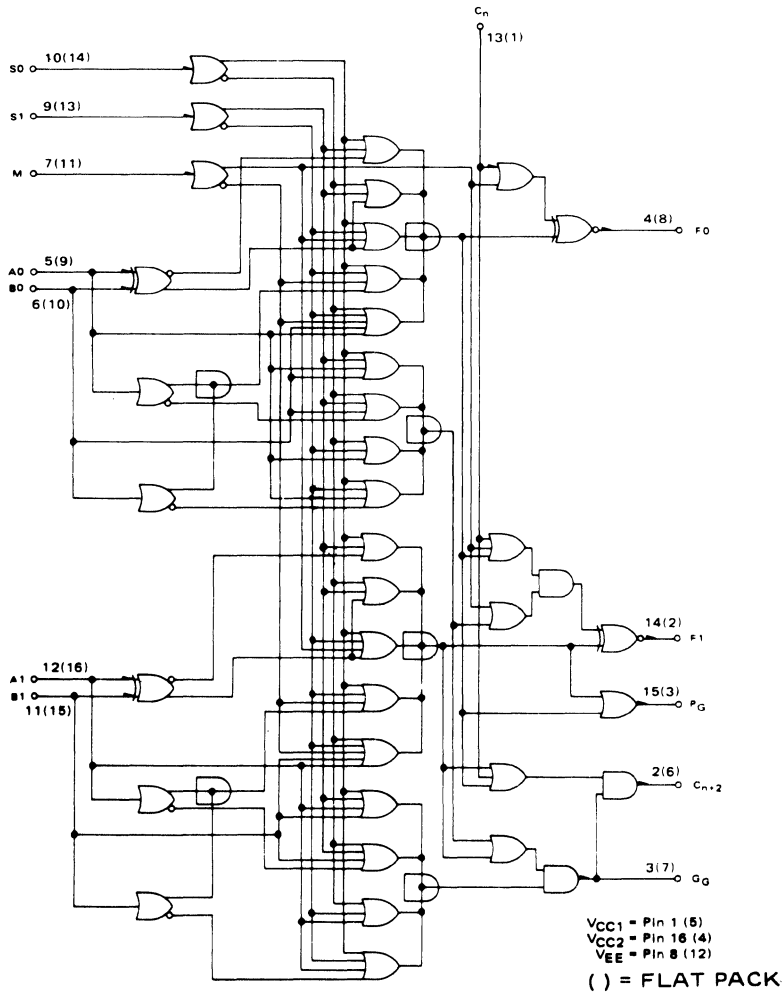 Cn
13(1)
S0 10(14)
S1 9(13)
M 7(11)
4(8) F0
A0 5(9)
B0
6(10)
14(2) F1
A1 12(16)
B1
11(15)
15(3) PG
2(6) Cn+2
3(7) GG
VCC1 = Pin 1 (5)
VCC2 = Pin 16 (4)
VEE = Pin 8 (12)
( ) = FLAT PACK